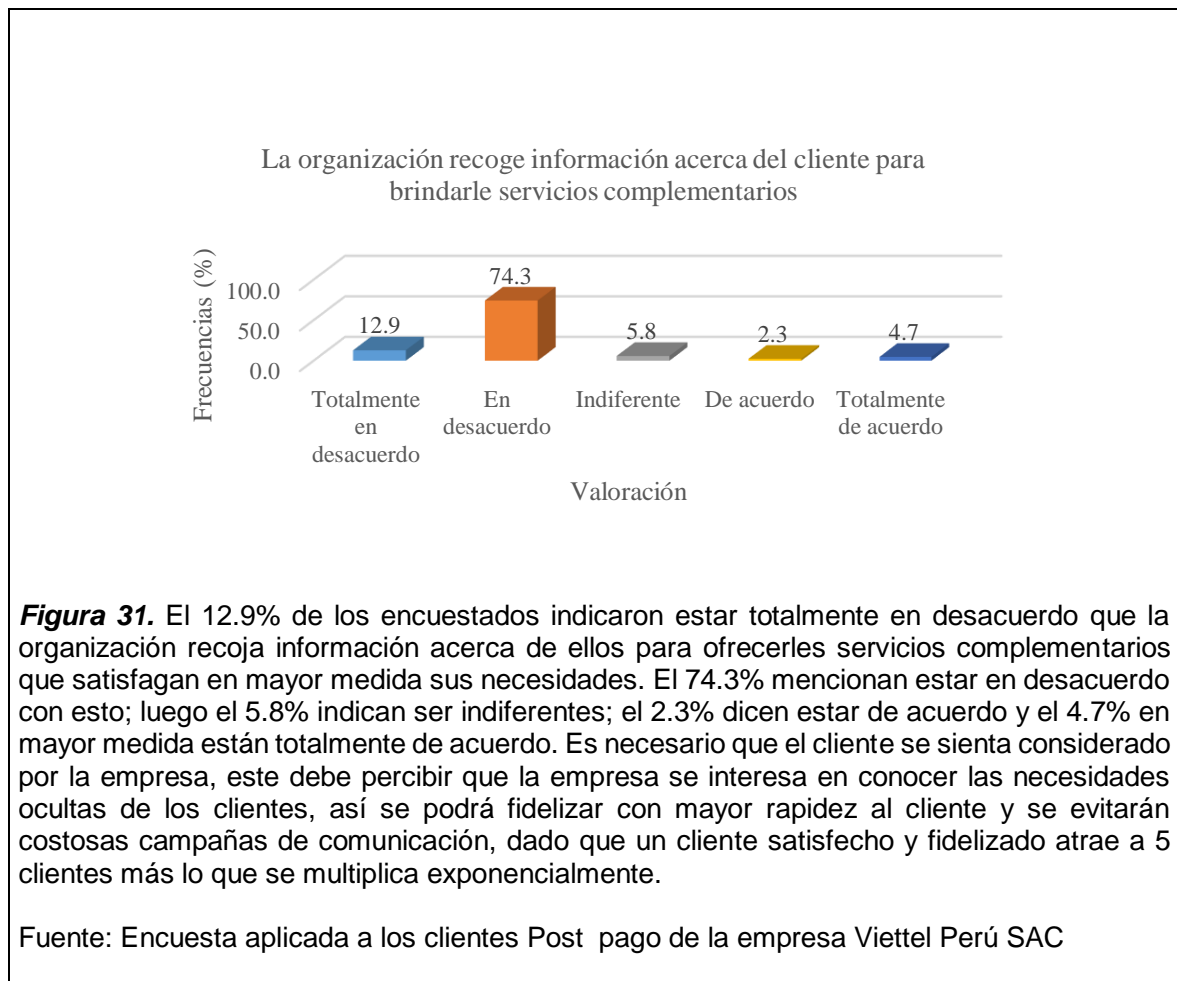 La organización recoge información acerca del cliente para
brindarle servicios complementarios
Frecuencias (%)
100.0
50.0
0.0
12.9
74.3
5.8
2.3
4.7
Totalmente
en
desacuerdo
En
desacuerdo
Indiferente
De acuerdo
Totalmente
de acuerdo
Valoración
Figura 31. El 12.9% de los encuestados indicaron estar totalmente en desacuerdo que la
organización recoja información acerca de ellos para ofrecerles servicios complementarios
que satisfagan en mayor medida sus necesidades. El 74.3% mencionan estar en desacuerdo
con esto; luego el 5.8% indican ser indiferentes; el 2.3% dicen estar de acuerdo y el 4.7% en
mayor medida están totalmente de acuerdo. Es necesario que el cliente se sienta considerado
por la empresa, este debe percibir que la empresa se interesa en conocer las necesidades
ocultas de los clientes, así se podrá fidelizar con mayor rapidez al cliente y se evitarán
costosas campañas de comunicación, dado que un cliente satisfecho y fidelizado atrae a 5
clientes más lo que se multiplica exponencialmente.
Fuente: Encuesta aplicada a los clientes Post pago de la empresa Viettel Perú SAC